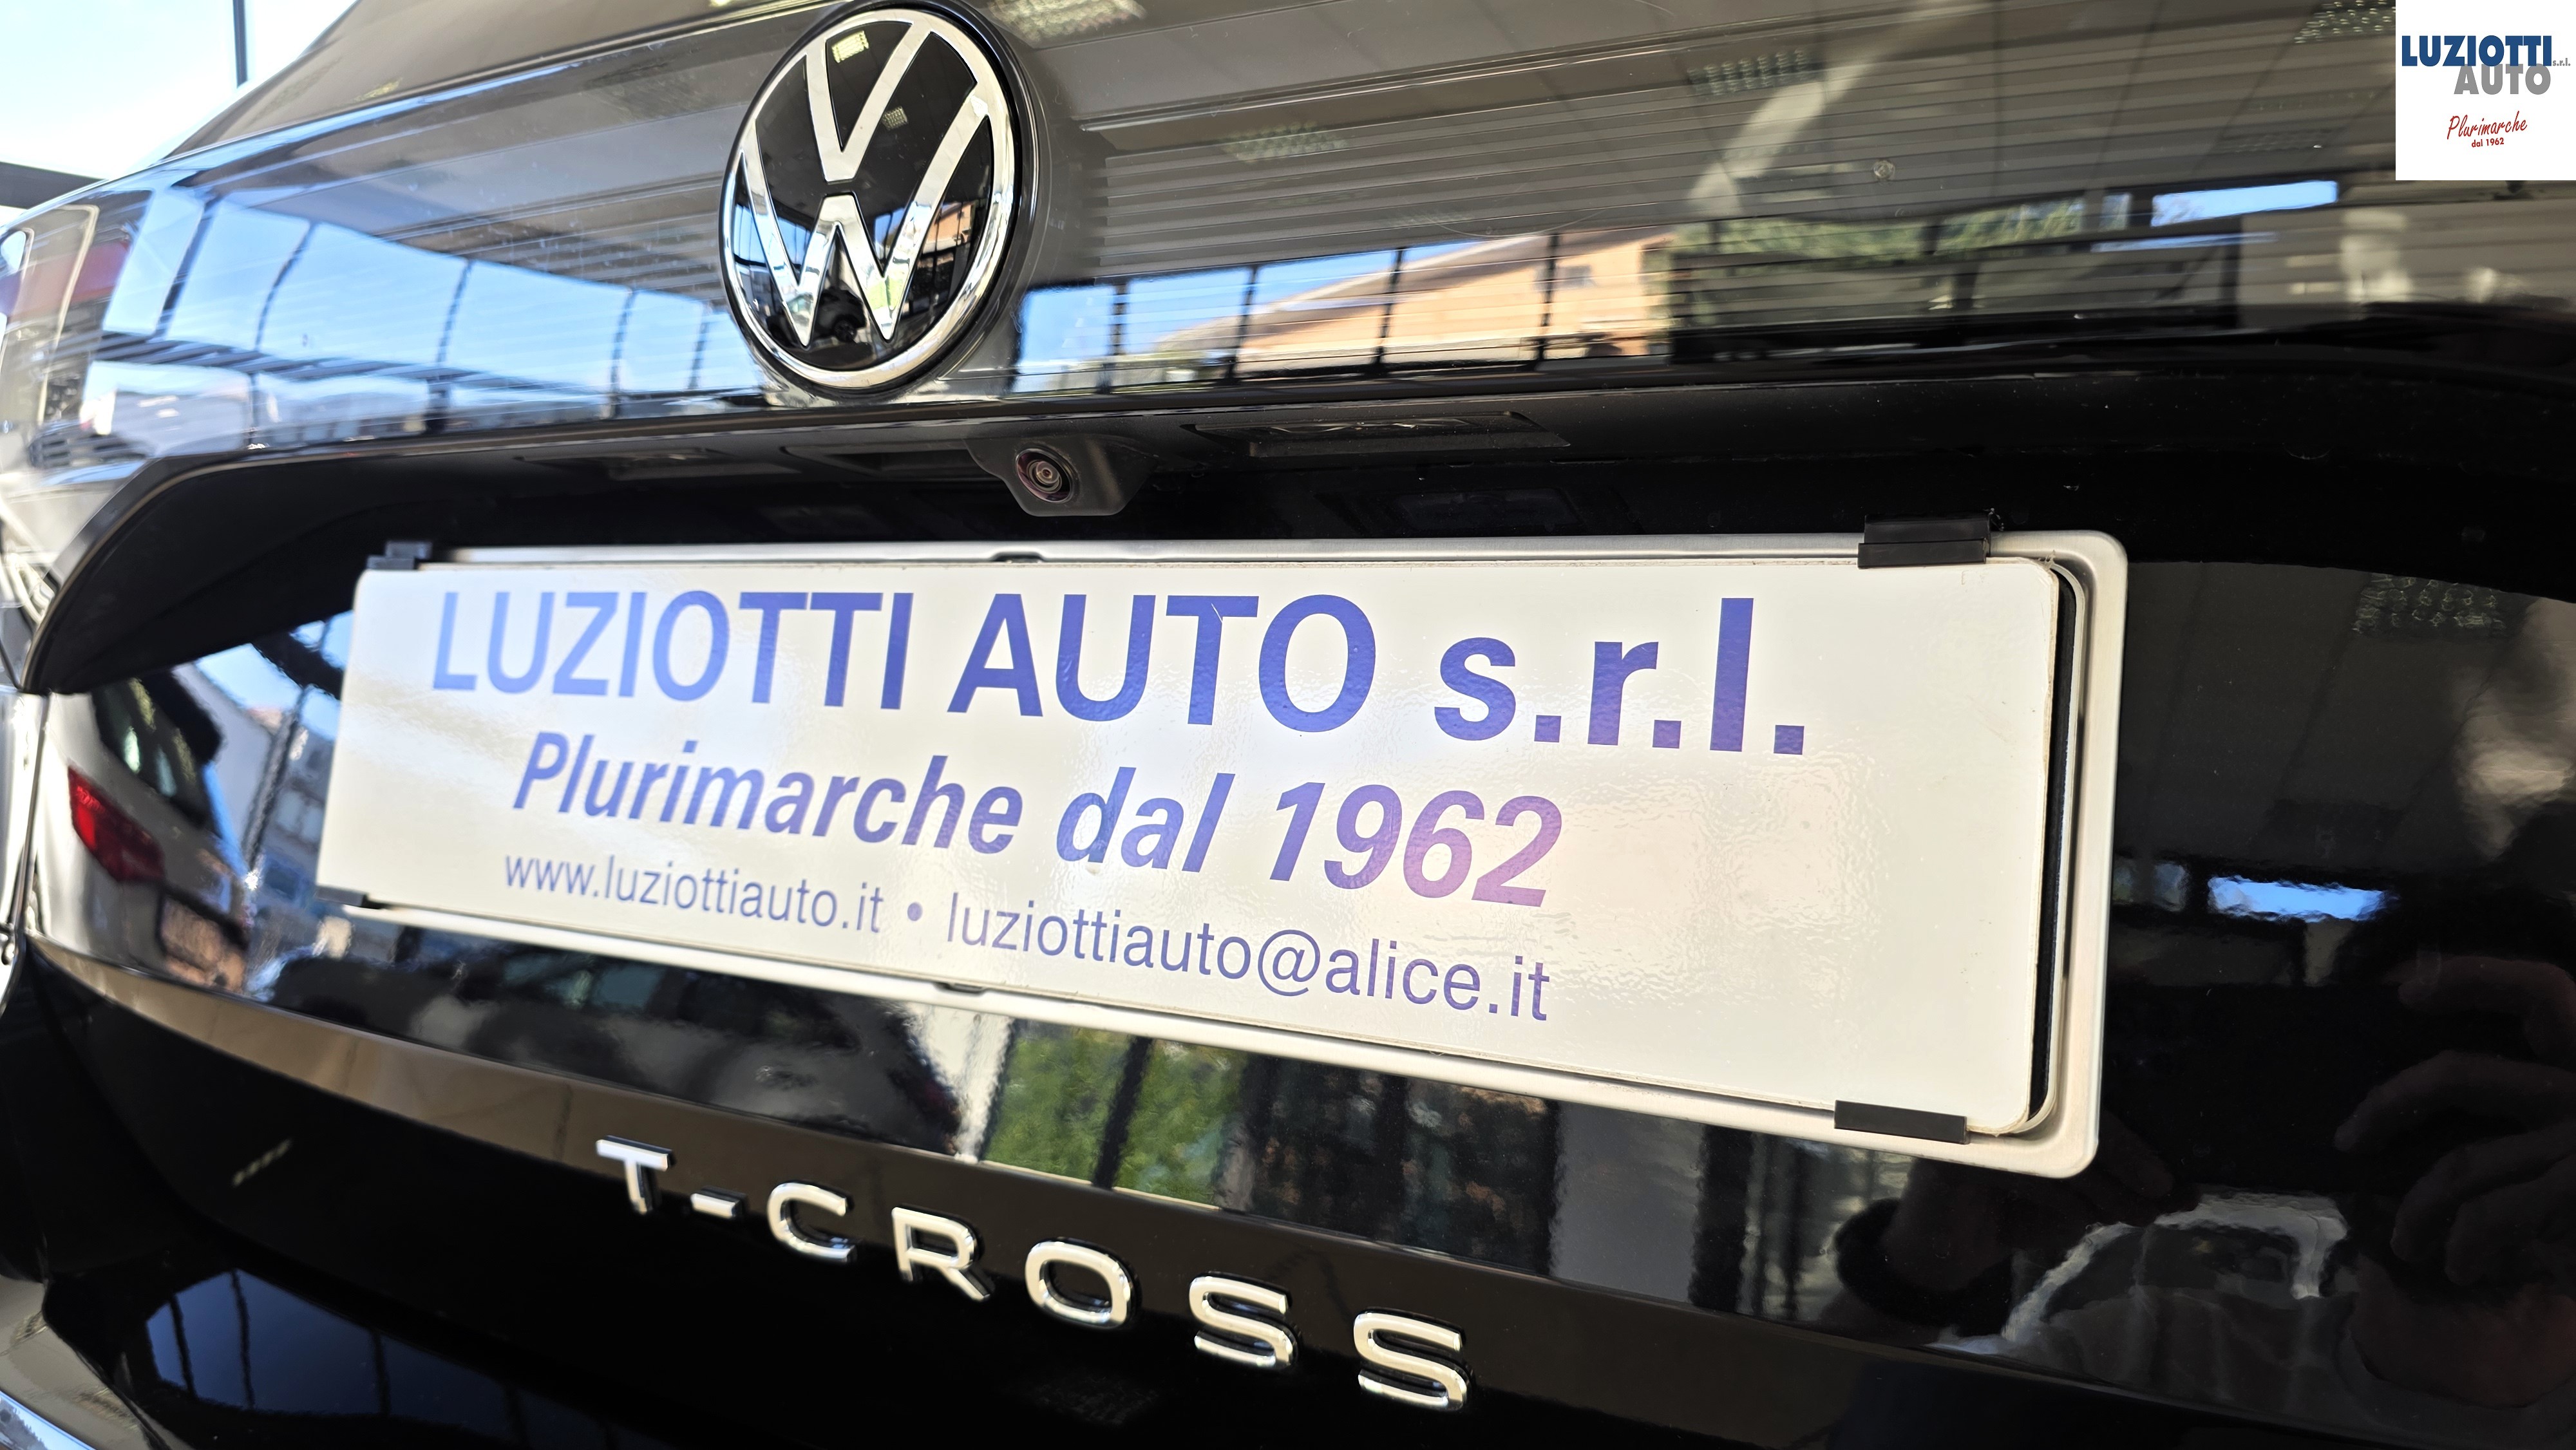 LUZIOTTI s.r.l.
AUTO
Plurimarche
dal 1962
LUZIOTTI AUTO s.r.l.
Plurimarche dal 1962
www.luziottiauto.it • luziottiauto@alice.it
T-CROSS